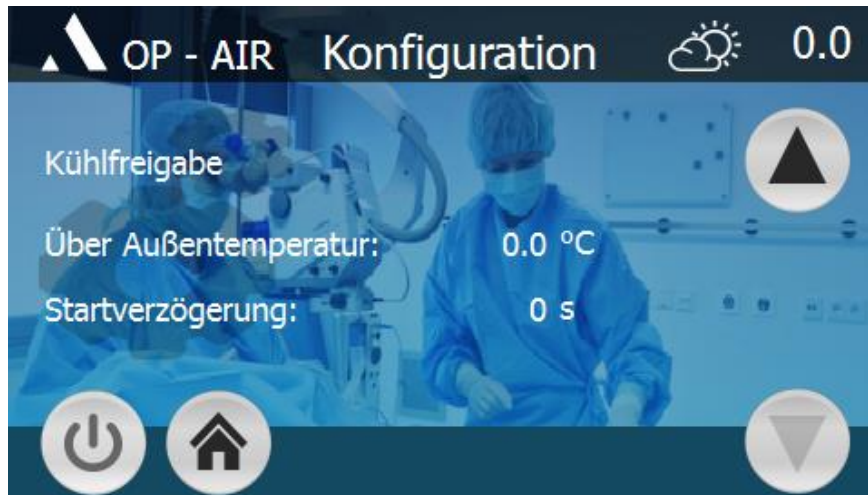 OP - AIR Konfiguration 0.0
Kühlfreigabe
Über Außentemperatur: 0.0 °C
Startverzögerung: 0 s